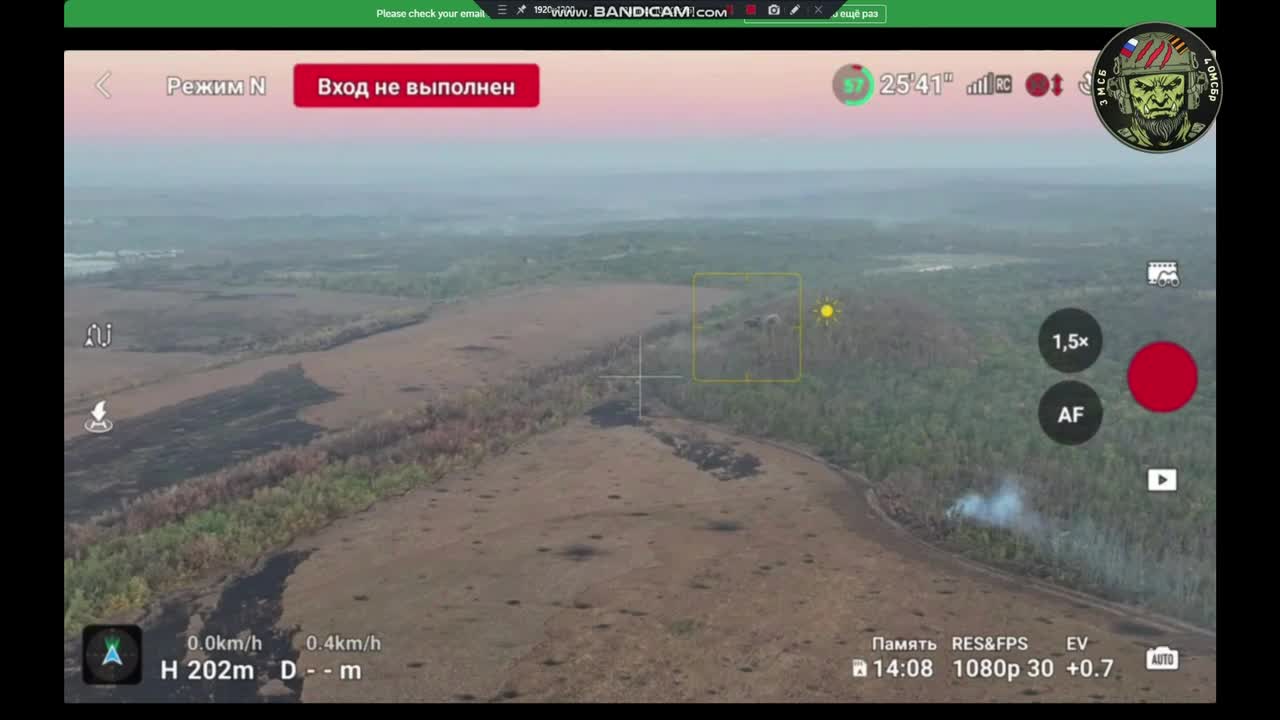 Please check your email
www.BANDICAM.com
ещё раз
Режим N
Вход не выполнен
57
25'41"
RC
3 МСБ
4 ОМСБр
1,5×
AF
0.0km/h
0.4km/h
H 202m
D - - m
Память
RES&FPS
EV
14:08
1080p 30
+0.7
AUTO